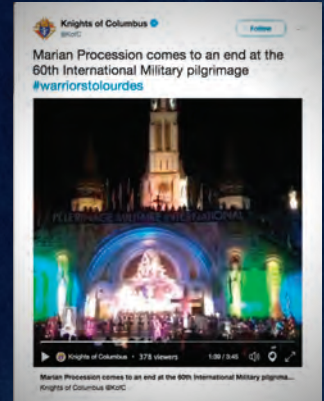 Knights of Columbus
@KofC
Follow
Marian Procession comes to an end at the
60th International Military pilgrimage
#warriorstolourdes
PELERINAGE MILITAIRE INTERNATIONAL
Knights of Columbus • 378 viewers
1:09 / 3:45
Marian Procession comes to an end at the 60th International Military pilgrima...
Knights of Columbus @KofC